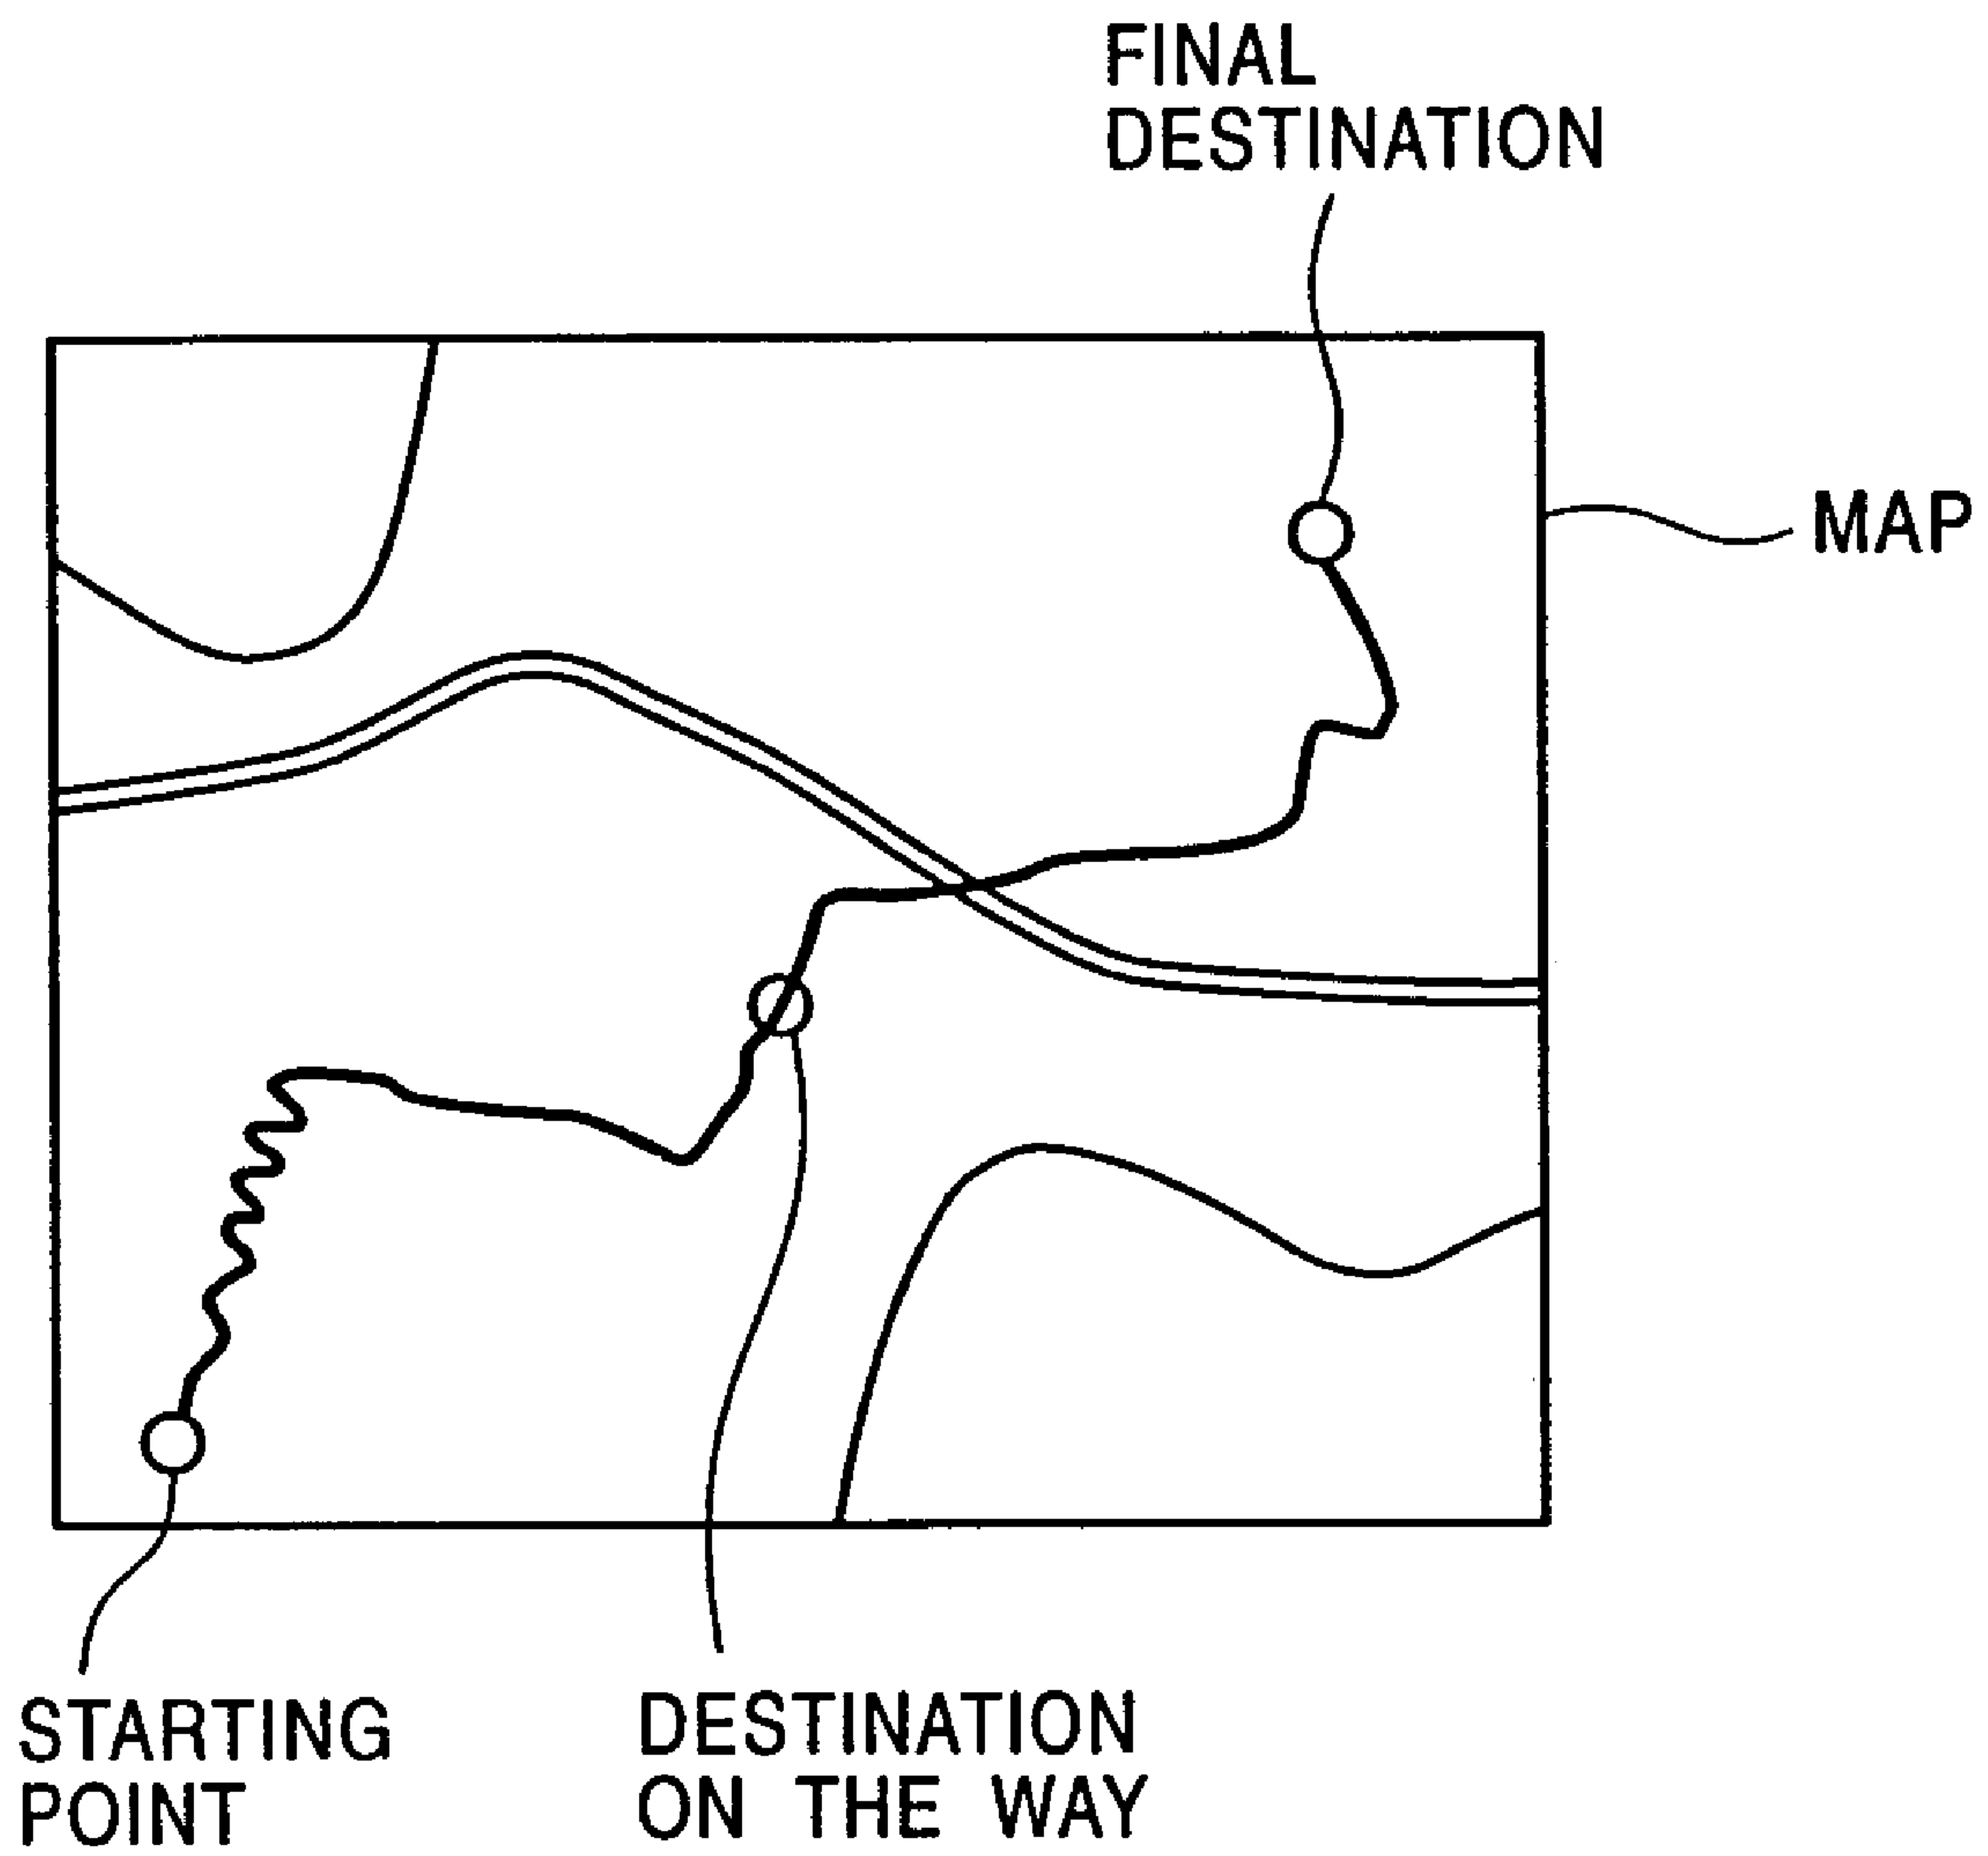 FINAL
DESTINATION
MAP
STARTING
POINT
DESTINATION
ON THE WAY